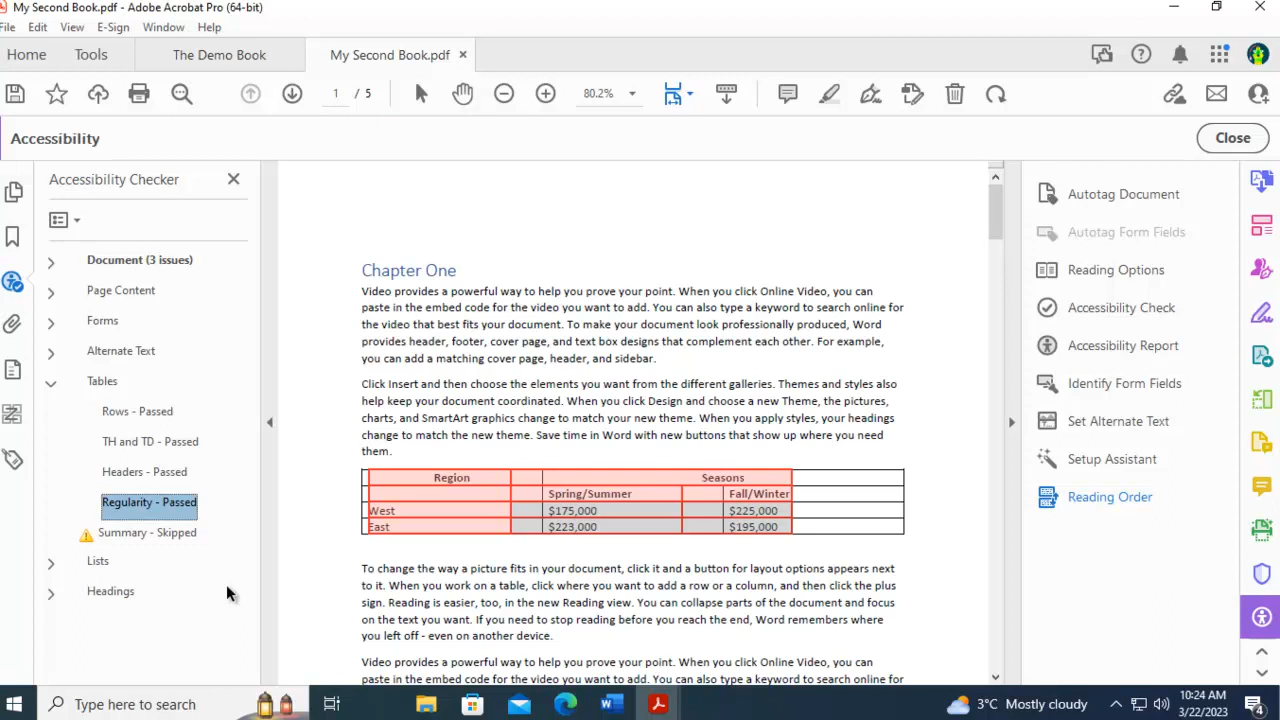 My Second Book.pdf - Adobe Acrobat Pro (64-bit)
File Edit View E-Sign Window Help
Home Tools The Demo Book My Second Book.pdf
1 / 5 80.2%
Accessibility Close
Accessibility Checker
Document (3 issues)
Page Content
Forms
Alternate Text
Tables
Rows - Passed
TH and TD - Passed
Headers - Passed
Regularity - Passed
Summary - Skipped
Lists
Headings
Chapter One
Video provides a powerful way to help you prove your point. When you click Online Video, you can
paste in the embed code for the video you want to add. You can also type a keyword to search online for
the video that best fits your document. To make your document look professionally produced, Word
provides header, footer, cover page, and text box designs that complement each other. For example,
you can add a matching cover page, header, and sidebar.
Click Insert and then choose the elements you want from the different galleries. Themes and styles also
help keep your document coordinated. When you click Design and choose a new Theme, the pictures,
charts, and SmartArt graphics change to match your new theme. When you apply styles, your headings
change to match the new theme. Save time in Word with new buttons that show up where you need
them.
Region Seasons
Spring/Summer Fall/Winter
West $175,000 $225,000
East $223,000 $195,000
To change the way a picture fits in your document, click it and a button for layout options appears next
to it. When you work on a table, click where you want to add a row or a column, and then click the plus
sign. Reading is easier, too, in the new Reading view. You can collapse parts of the document and focus
on the text you want. If you need to stop reading before you reach the end, Word remembers where
you left off - even on another device.
Video provides a powerful way to help you prove your point. When you click Online Video, you can
paste in the embed code for the video you want to add. You can also type a keyword to search online for
Autotag Document
Autotag Form Fields
Reading Options
Accessibility Check
Accessibility Report
Identify Form Fields
Set Alternate Text
Setup Assistant
Reading Order
Type here to search
3°C Mostly cloudy
10:24 AM
3/22/2023
4